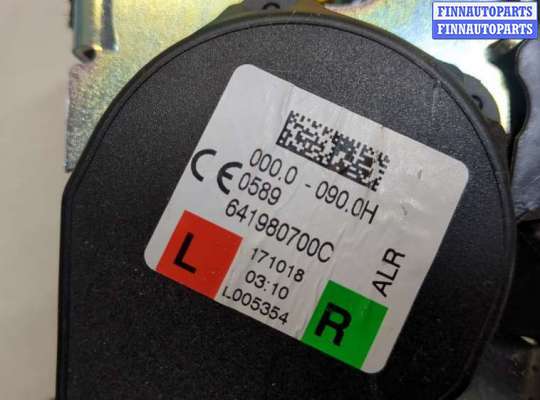 FINNAUTOPARTS
FINNAUTOPARTS
000.0 - 090.0H
CE 0589
641980700C
L
171018
03:10
L005354
R
ALR